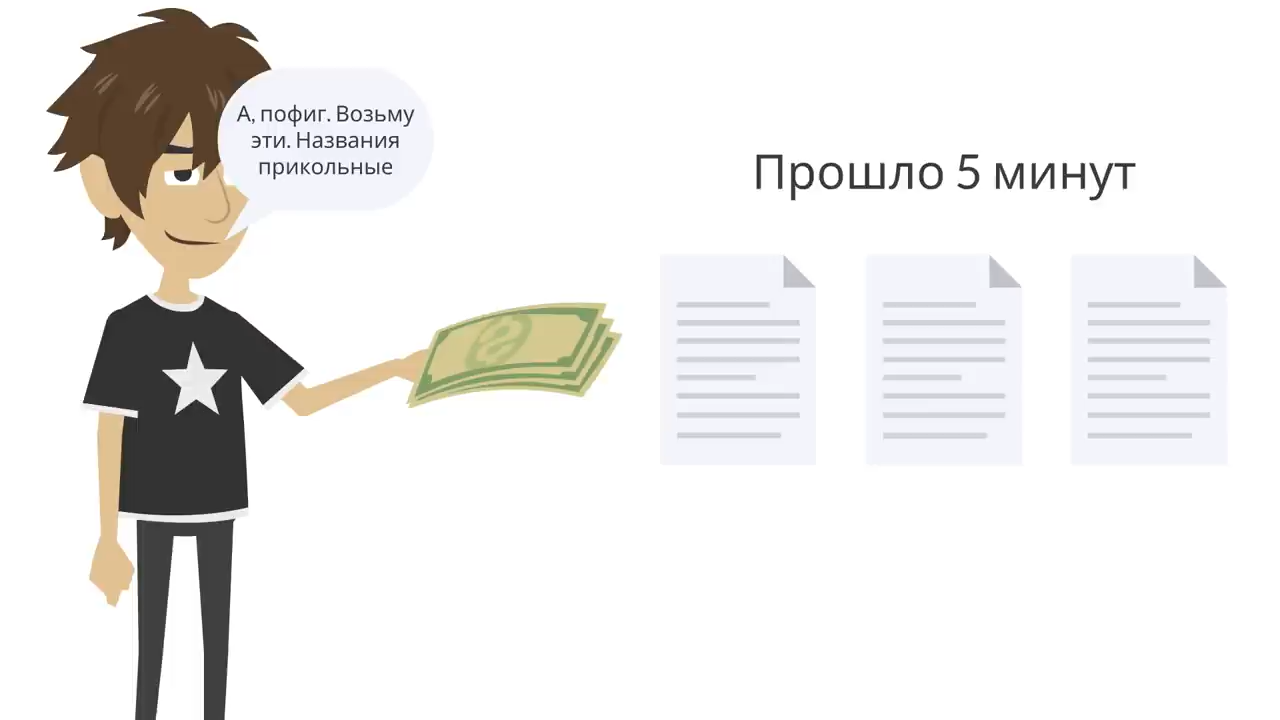 А, пофиг. Возьму
эти. Названия
прикольные
Прошло 5 минут